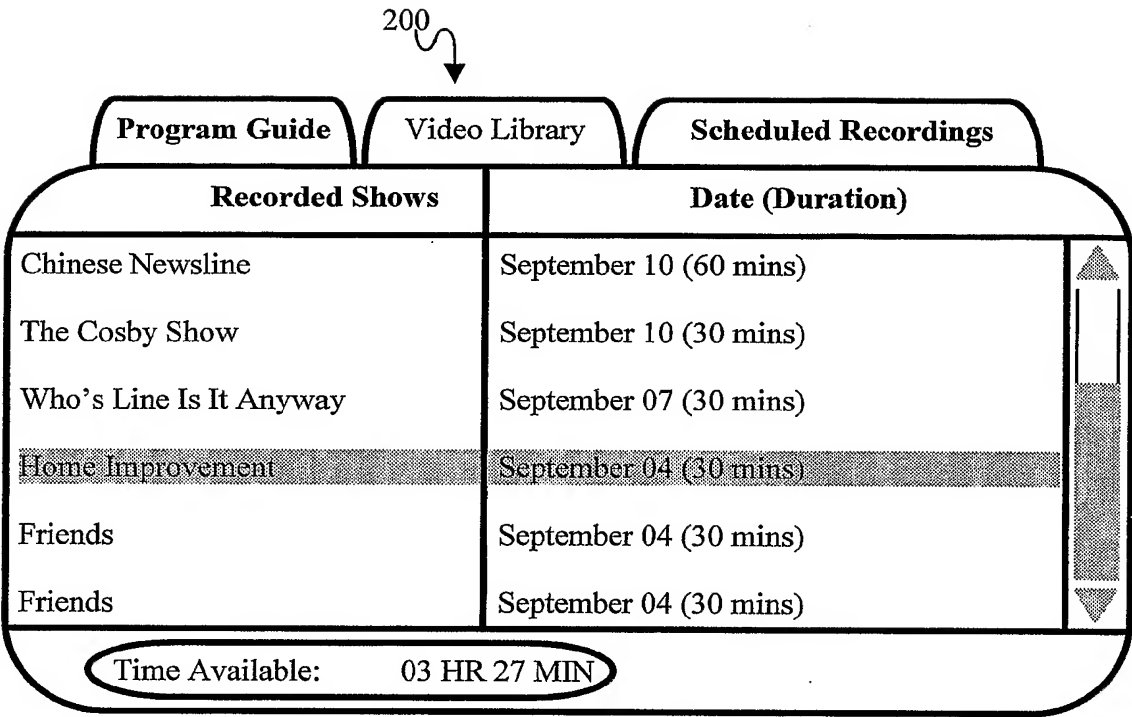 200
Program Guide Video Library Scheduled Recordings
Recorded Shows Date (Duration)
Chinese Newsline September 10 (60 mins)
The Cosby Show September 10 (30 mins)
Who's Line Is It Anyway September 07 (30 mins)
Home Improvement September 04 (30 mins)
Friends September 04 (30 mins)
Friends September 04 (30 mins)
Time Available: 03 HR 27 MIN